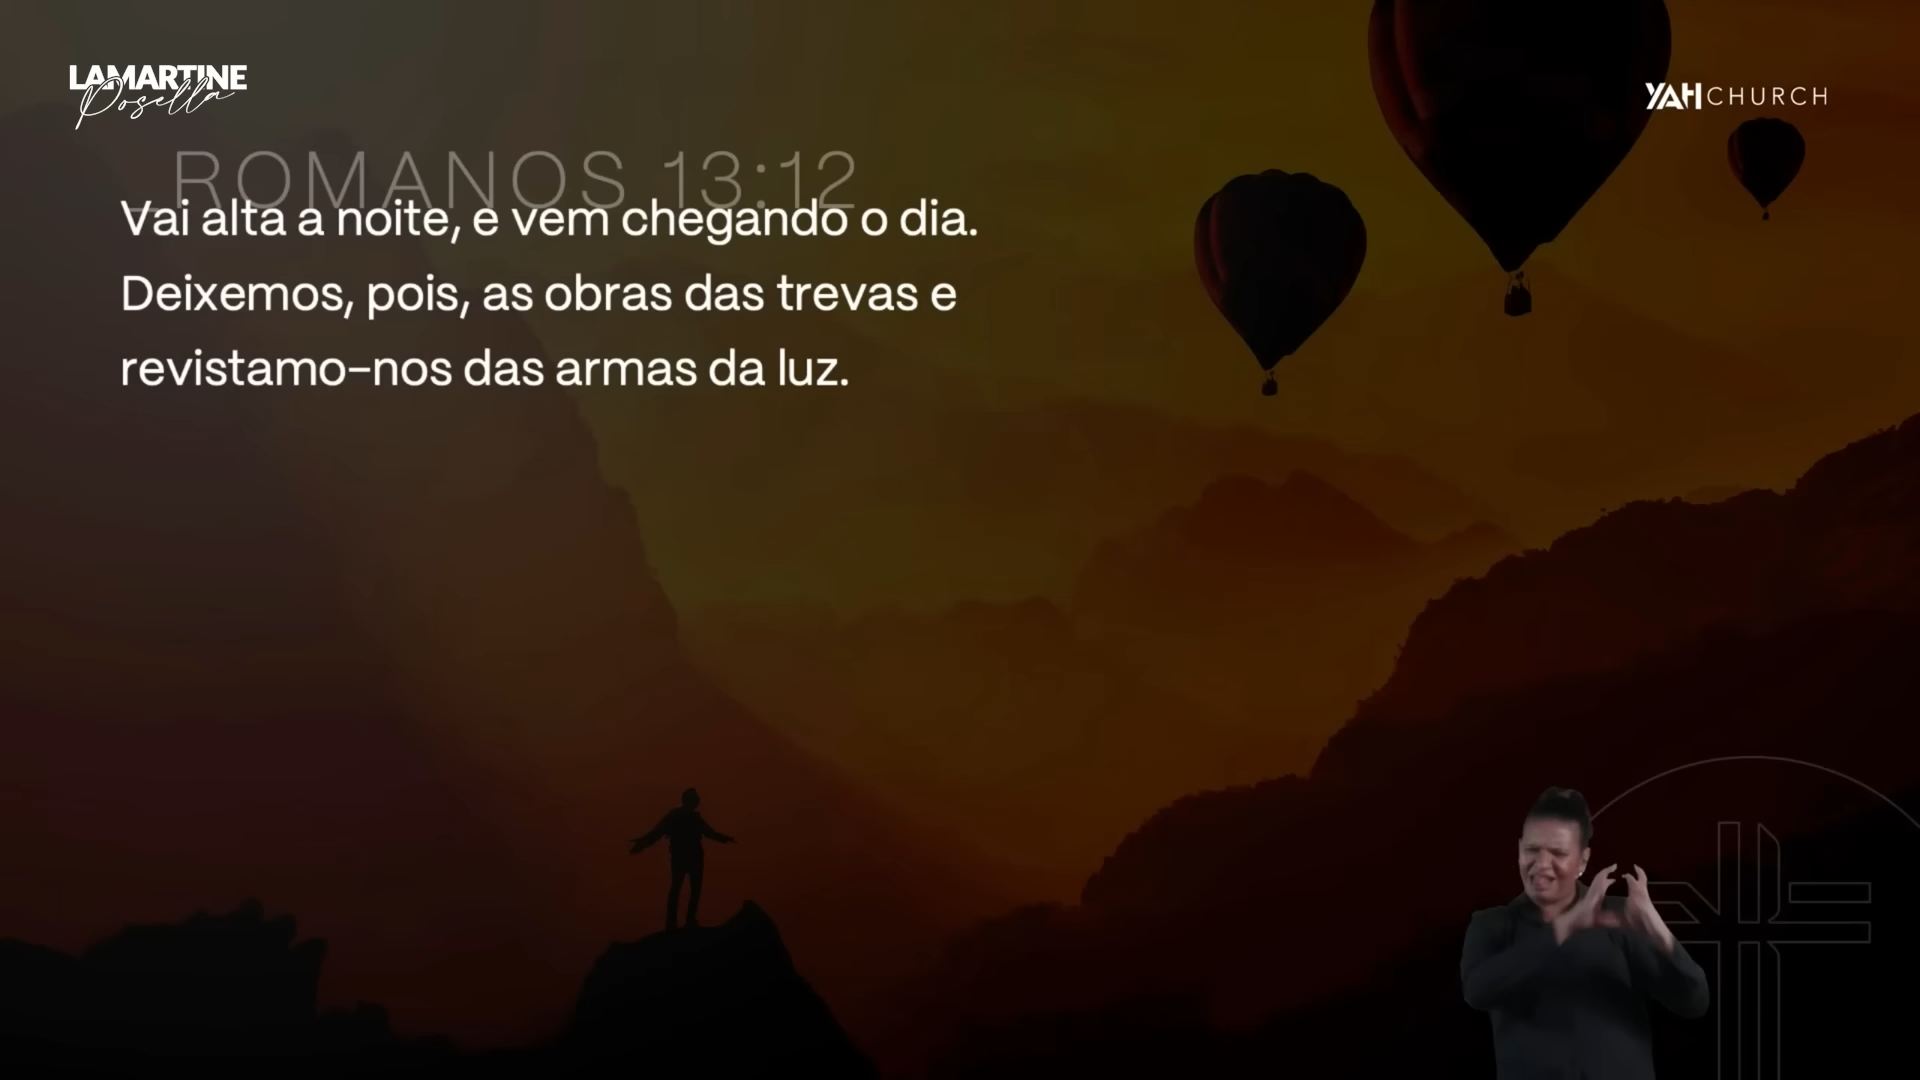 LAMARTINE
Posella
YAH CHURCH
_ROMANOS 13:12
Vai alta a noite, e vem chegando o dia.
Deixemos, pois, as obras das trevas e
revistamo-nos das armas da luz.